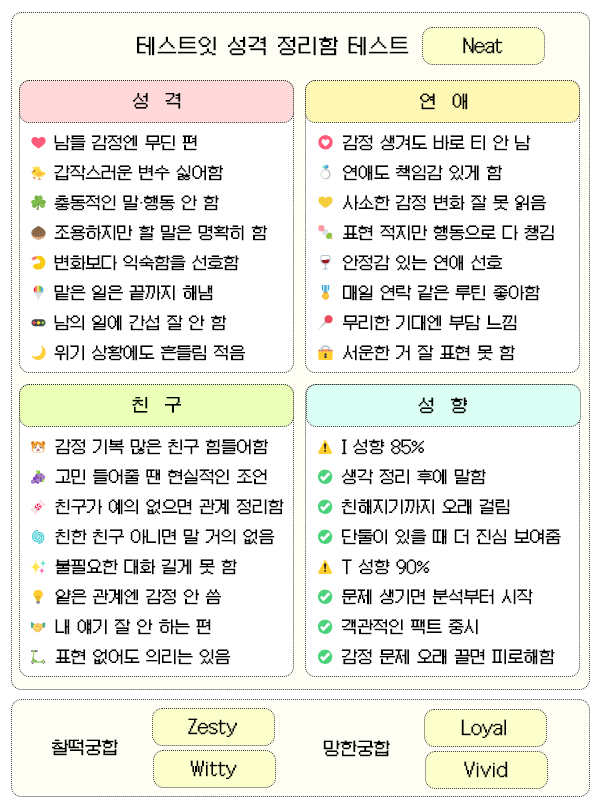 테스트잇 성격 정리함 테스트 Neat
성 격
남들 감정엔 무딘 편
갑작스러운 변수 싫어함
충동적인 말·행동 안 함
조용하지만 할 말은 명확히 함
변화보다 익숙함을 선호함
맡은 일은 끝까지 해냄
남의 일에 간섭 잘 안 함
위기 상황에도 흔들림 적음
연 애
감정 생겨도 바로 티 안 남
연애도 책임감 있게 함
사소한 감정 변화 잘 못 읽음
표현 적지만 행동으로 다 챙김
안정감 있는 연애 선호
매일 연락 같은 루틴 좋아함
무리한 기대엔 부담 느낌
서운한 거 잘 표현 못 함
친 구
감정 기복 많은 친구 힘들어함
고민 들어줄 땐 현실적인 조언
친구가 예의 없으면 관계 정리함
친한 친구 아니면 말 거의 없음
불필요한 대화 길게 못 함
얕은 관계엔 감정 안 씀
내 얘기 잘 안 하는 편
표현 없어도 의리는 있음
성 향
I 성향 85%
생각 정리 후에 말함
친해지기까지 오래 걸림
단둘이 있을 때 더 진심 보여줌
T 성향 90%
문제 생기면 분석부터 시작
객관적인 팩트 중시
감정 문제 오래 끌면 피로해함
찰떡궁합
Zesty
Witty
망한궁합
Loyal
Vivid